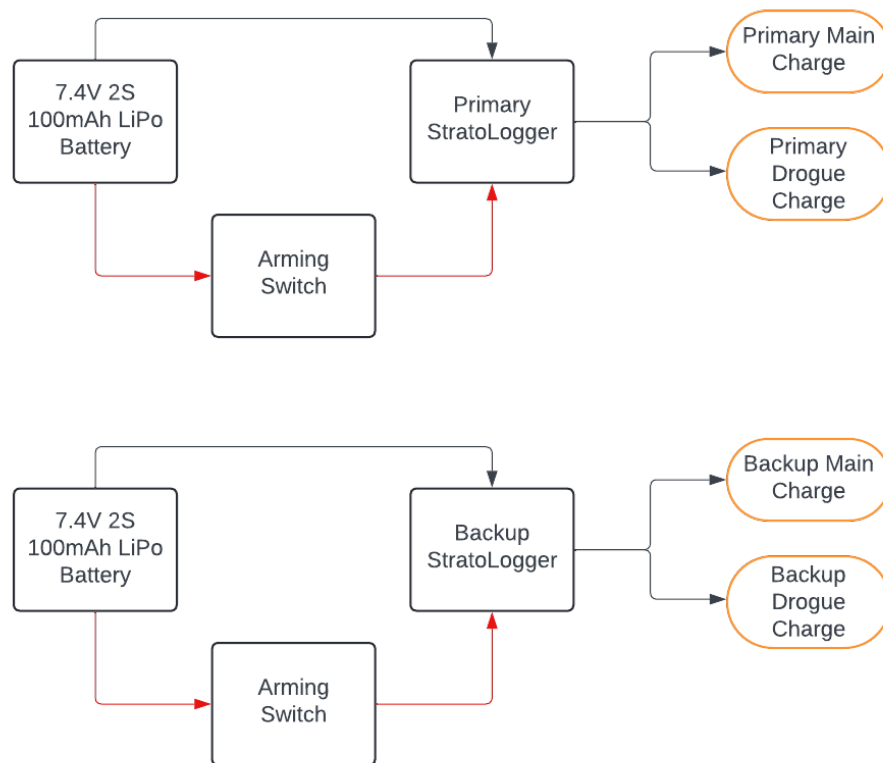 7.4V 2S
100mAh LiPo
Battery
Primary
StratoLogger
Primary Main
Charge
Primary
Drogue
Charge
Arming
Switch
7.4V 2S
100mAh LiPo
Battery
Backup
StratoLogger
Backup Main
Charge
Backup
Drogue
Charge
Arming
Switch